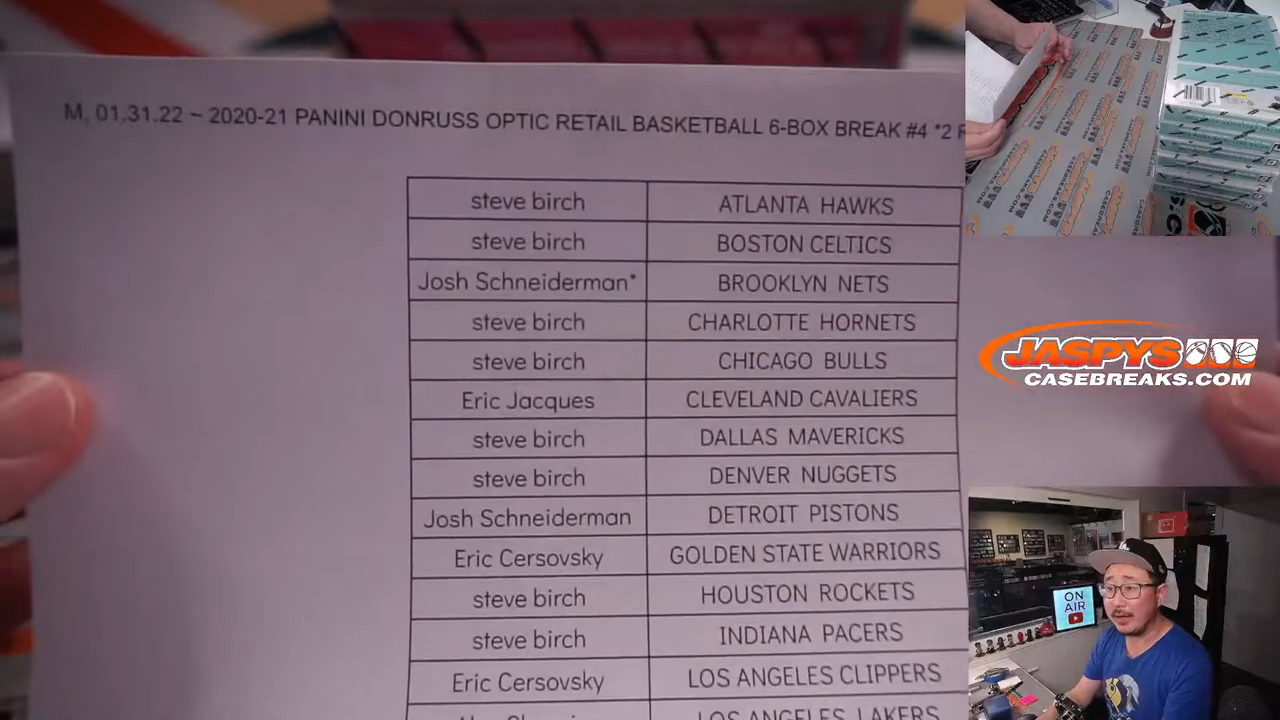 M, 01.31.22 ~ 2020-21 PANINI DONRUSS OPTIC RETAIL BASKETBALL 6-BOX BREAK #4 *2
steve birch ATLANTA HAWKS
steve birch BOSTON CELTICS
Josh Schneiderman* BROOKLYN NETS
steve birch CHARLOTTE HORNETS
steve birch CHICAGO BULLS
Eric Jacques CLEVELAND CAVALIERS
steve birch DALLAS MAVERICKS
steve birch DENVER NUGGETS
Josh Schneiderman DETROIT PISTONS
Eric Cersovsky GOLDEN STATE WARRIORS
steve birch HOUSTON ROCKETS
steve birch INDIANA PACERS
Eric Cersovsky LOS ANGELES CLIPPERS
LOS ANGELES LAKERS
JASPYS
CASEBREAKS.COM
ON
AIR